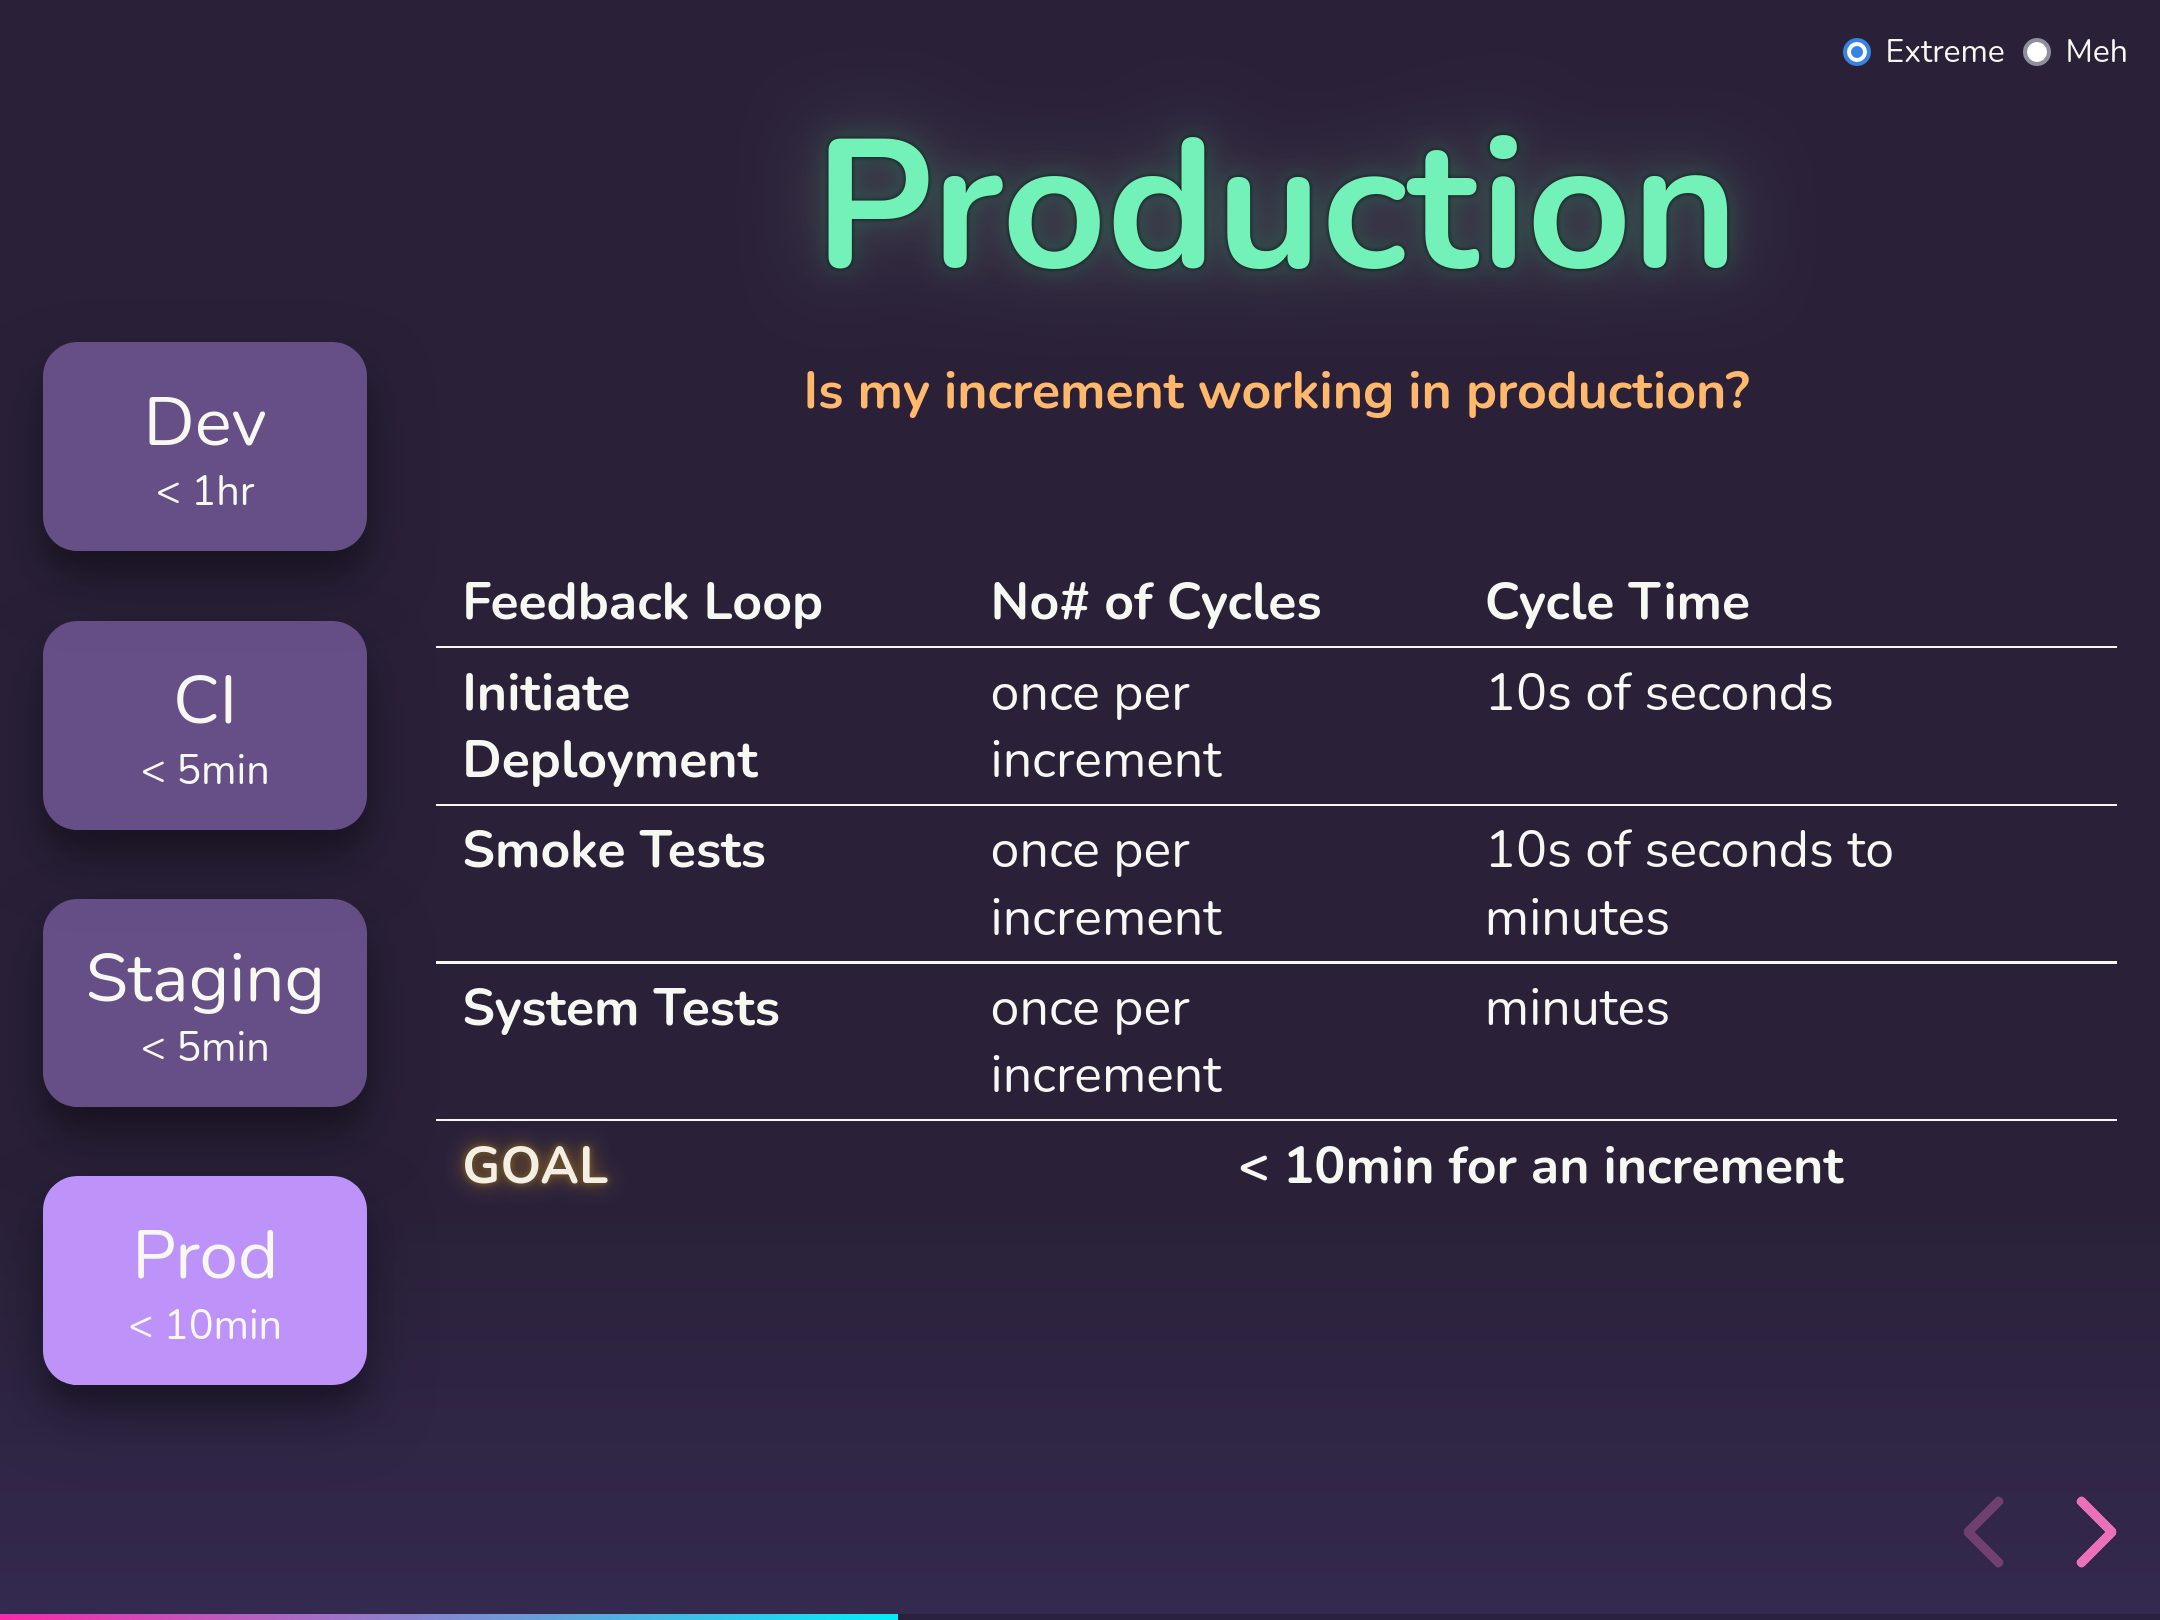 Extreme Meh
Production
Is my increment working in production?
Dev
< 1hr
CI
< 5min
Staging
< 5min
Prod
< 10min
Feedback Loop No# of Cycles Cycle Time
Initiate once per 10s of seconds
Deployment increment
Smoke Tests once per 10s of seconds to
increment minutes
System Tests once per minutes
increment
GOAL < 10min for an increment